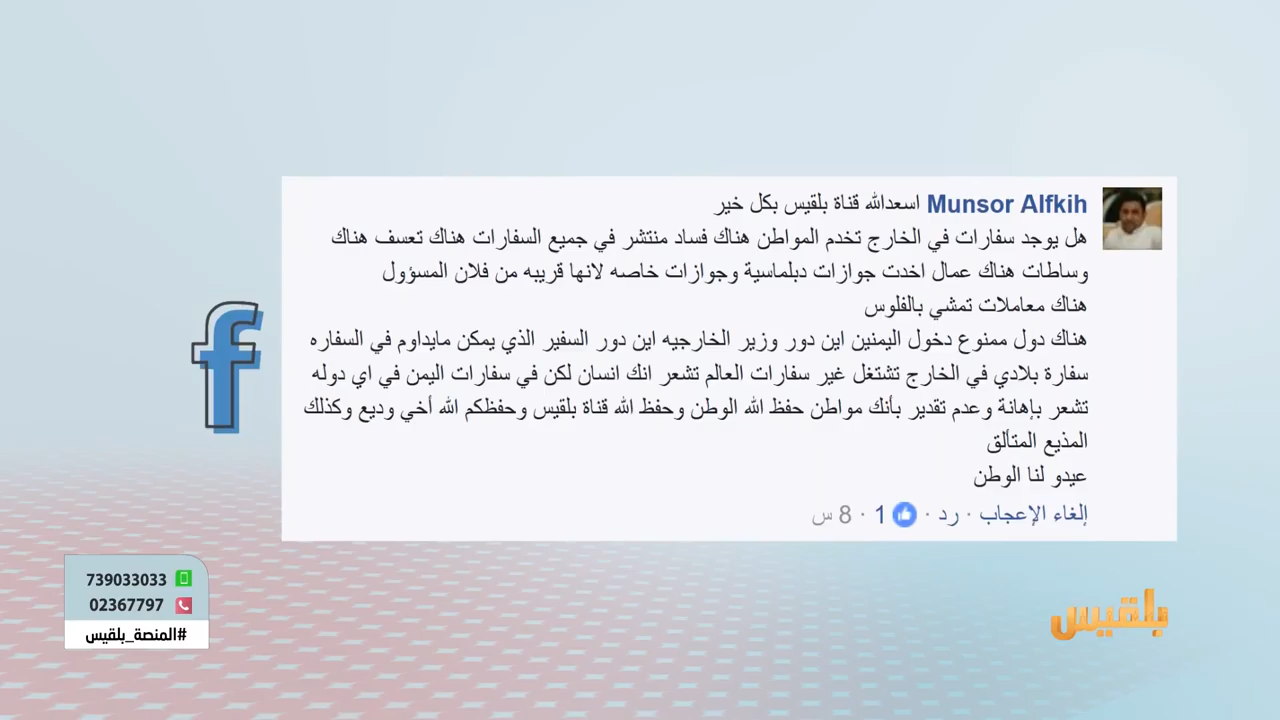 Munsor Alfkih اسعدالله قناة بلقيس بكل خير
هل يوجد سفارات في الخارج تخدم المواطن هناك فساد منتشر في جميع السفارات هناك تعسف هناك
وساطات هناك عمال اخدت جوازات دبلماسية وجوازات خاصه لانها قريبه من فلان المسؤول
هناك معاملات تمشي بالفلوس
هناك دول ممنوع دخول اليمنين اين دور وزير الخارجيه اين دور السفير الذي يمكن مايداوم في السفاره
سفارة بلادي في الخارج تشتغل غير سفارات العالم تشعر انك انسان لكن في سفارات اليمن في اي دوله
تشعر بإهانة وعدم تقدير بأنك مواطن حفظ الله الوطن وحفظ الله قناة بلقيس وحفظكم الله أخي وديع وكذلك
المذيع المتألق
عيدو لنا الوطن
إلغاء الإعجاب · رد · 1 · 8 س
f
739033033
02367797
#المنصة_بلقيس
بلقيس